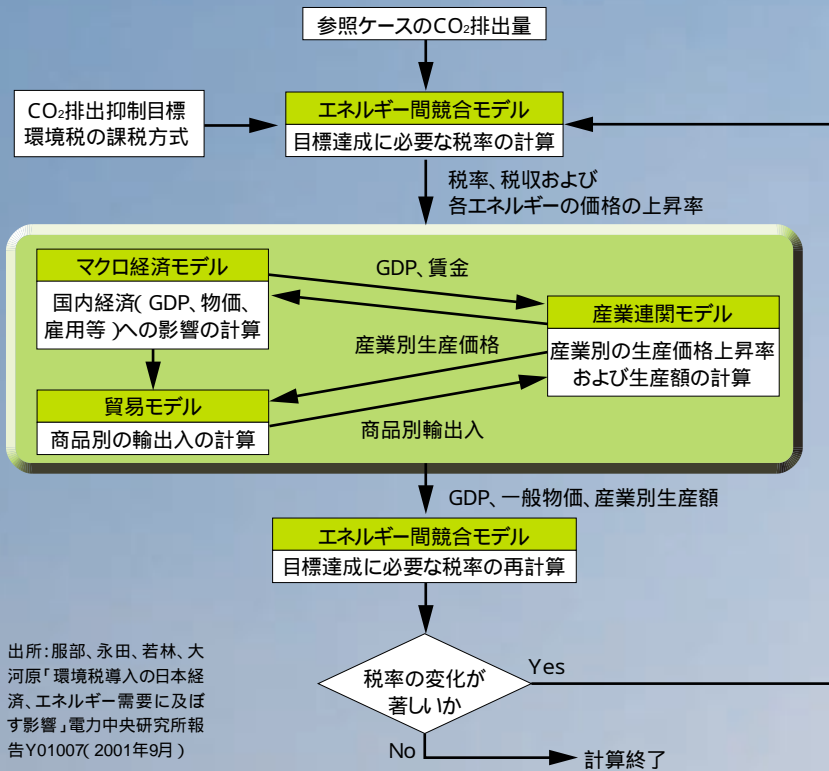 参照ケースのCO₂排出量
CO₂排出抑制目標
環境税の課税方式
エネルギー間競合モデル
目標達成に必要な税率の計算
税率、税収および
各エネルギーの価格の上昇率
マクロ経済モデル
国内経済(GDP、物価、
雇用等)への影響の計算
GDP、賃金
産業連関モデル
産業別の生産価格上昇率
および生産額の計算
産業別生産価格
貿易モデル
商品別の輸出入の計算
商品別輸出入
GDP、一般物価、産業別生産額
エネルギー間競合モデル
目標達成に必要な税率の再計算
税率の変化が
著しいか
Yes
No
計算終了
出所:服部、永田、若林、大
河原「環境税導入の日本経
済、エネルギー需要に及ぼ
す影響」電力中央研究所報
告Y01007(2001年9月)